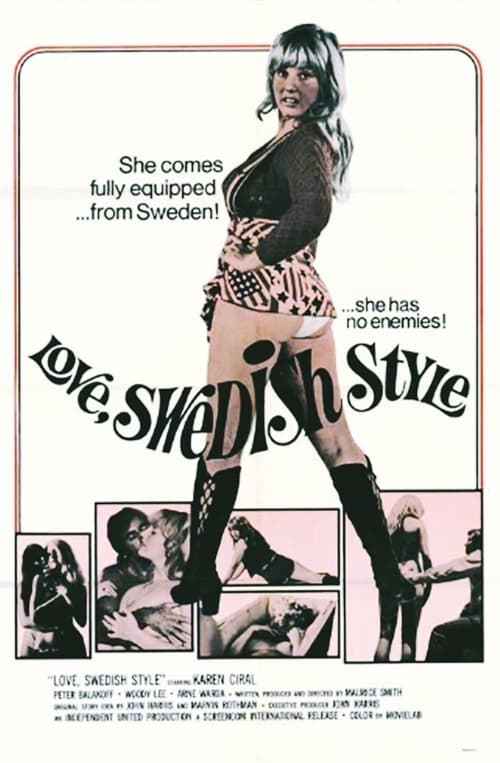 She comes
fully equipped
...from Sweden!
...she has
no enemies!
Love, Swedish Style
"LOVE, SWEDISH STYLE" STARRING KAREN CIRAL
PETER BALAKOFF • WOODY LEE • ARNE WARDA • WRITTEN, PRODUCED AND DIRECTED BY MAURICE SMITH
ORIGINAL STORY IDEA BY JOHN HARRIS AND MARVIN ROTHMAN • EXECUTIVE PRODUCER JOHN HARRIS
AN INDEPENDENT UNITED PRODUCTION A SCREENCOM INTERNATIONAL RELEASE • COLOR BY MOVIELAB